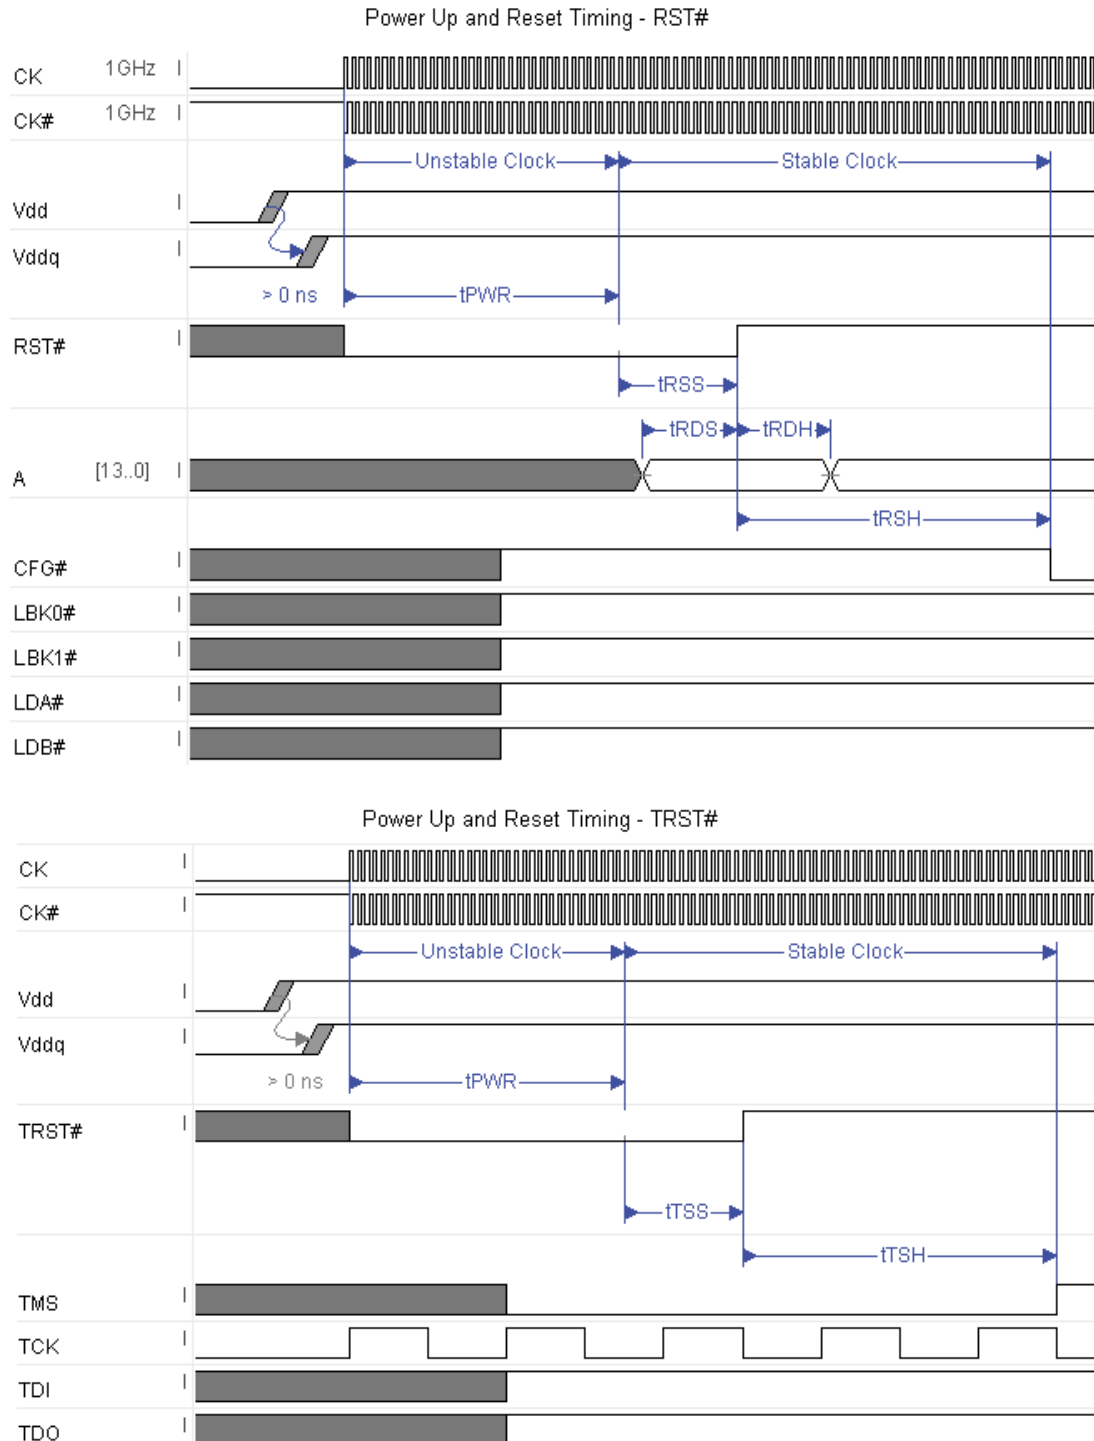 Power Up and Reset Timing - RST#
CK 1GHz
CK# 1GHz
Unstable Clock Stable Clock
Vdd
Vddq
> 0 ns tPWR
RST#
tRSS
tRDS tRDH
A [13..0]
tRSH
CFG#
LBK0#
LBK1#
LDA#
LDB#
Power Up and Reset Timing - TRST#
CK
CK#
Unstable Clock Stable Clock
Vdd
Vddq
> 0 ns tPWR
TRST#
tTSS
tTSH
TMS
TCK
TDI
TDO